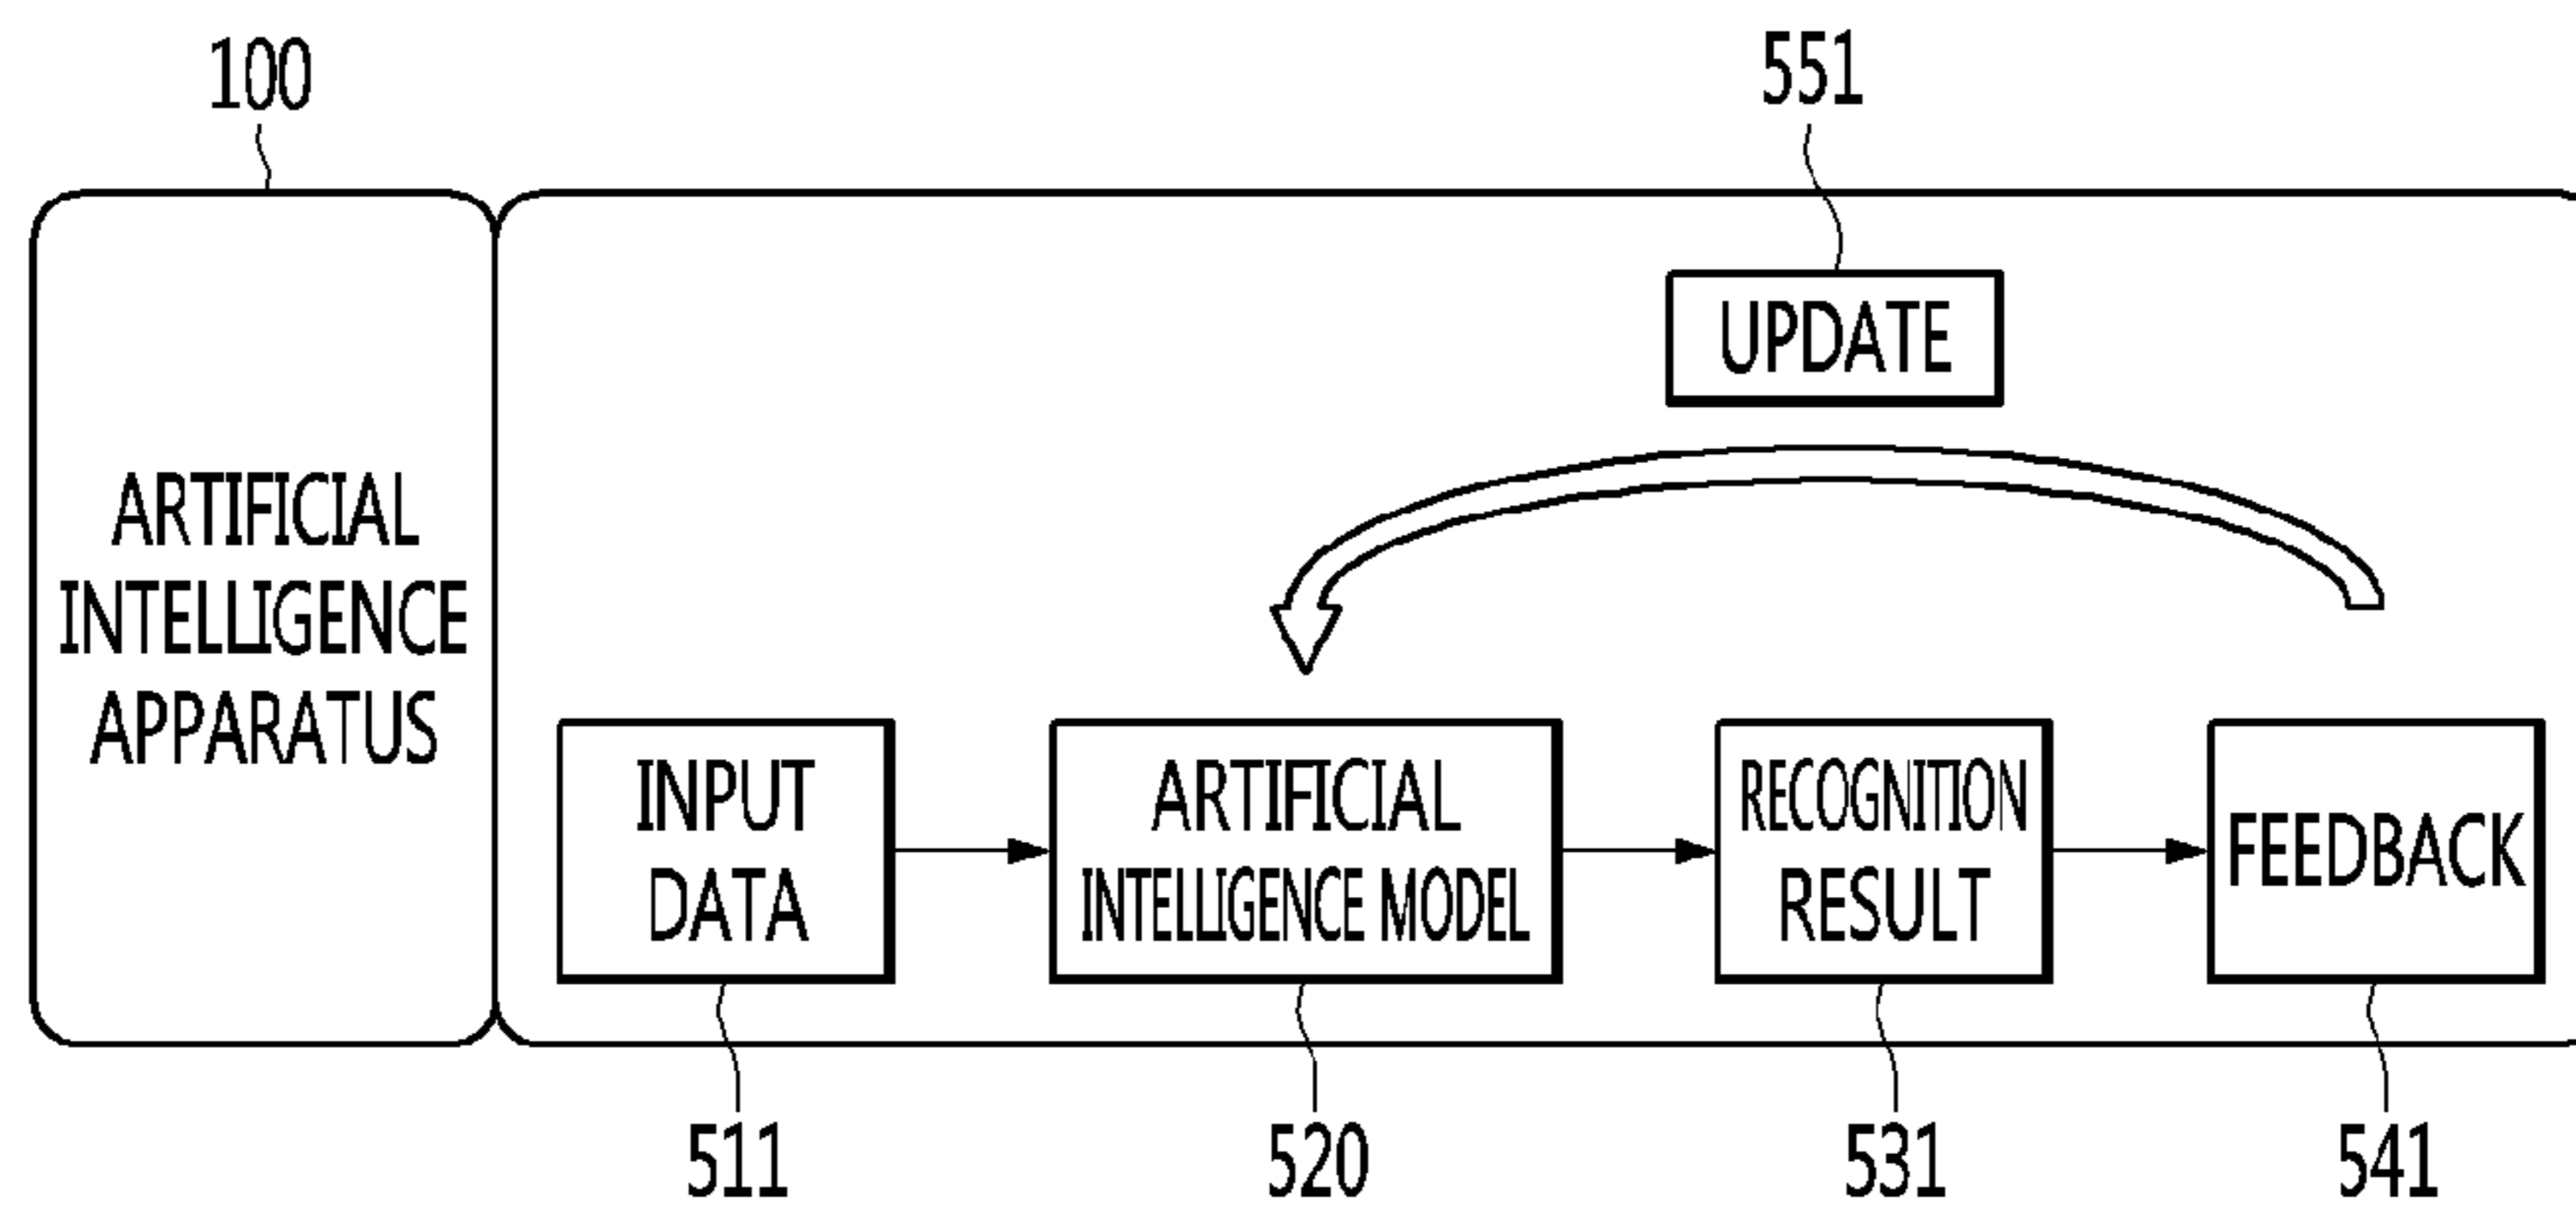 100
551
UPDATE
ARTIFICIAL
INTELLIGENCE
APPARATUS
INPUT
DATA
ARTIFICIAL
INTELLIGENCE MODEL
RECOGNITION
RESULT
FEEDBACK
511
520
531
541